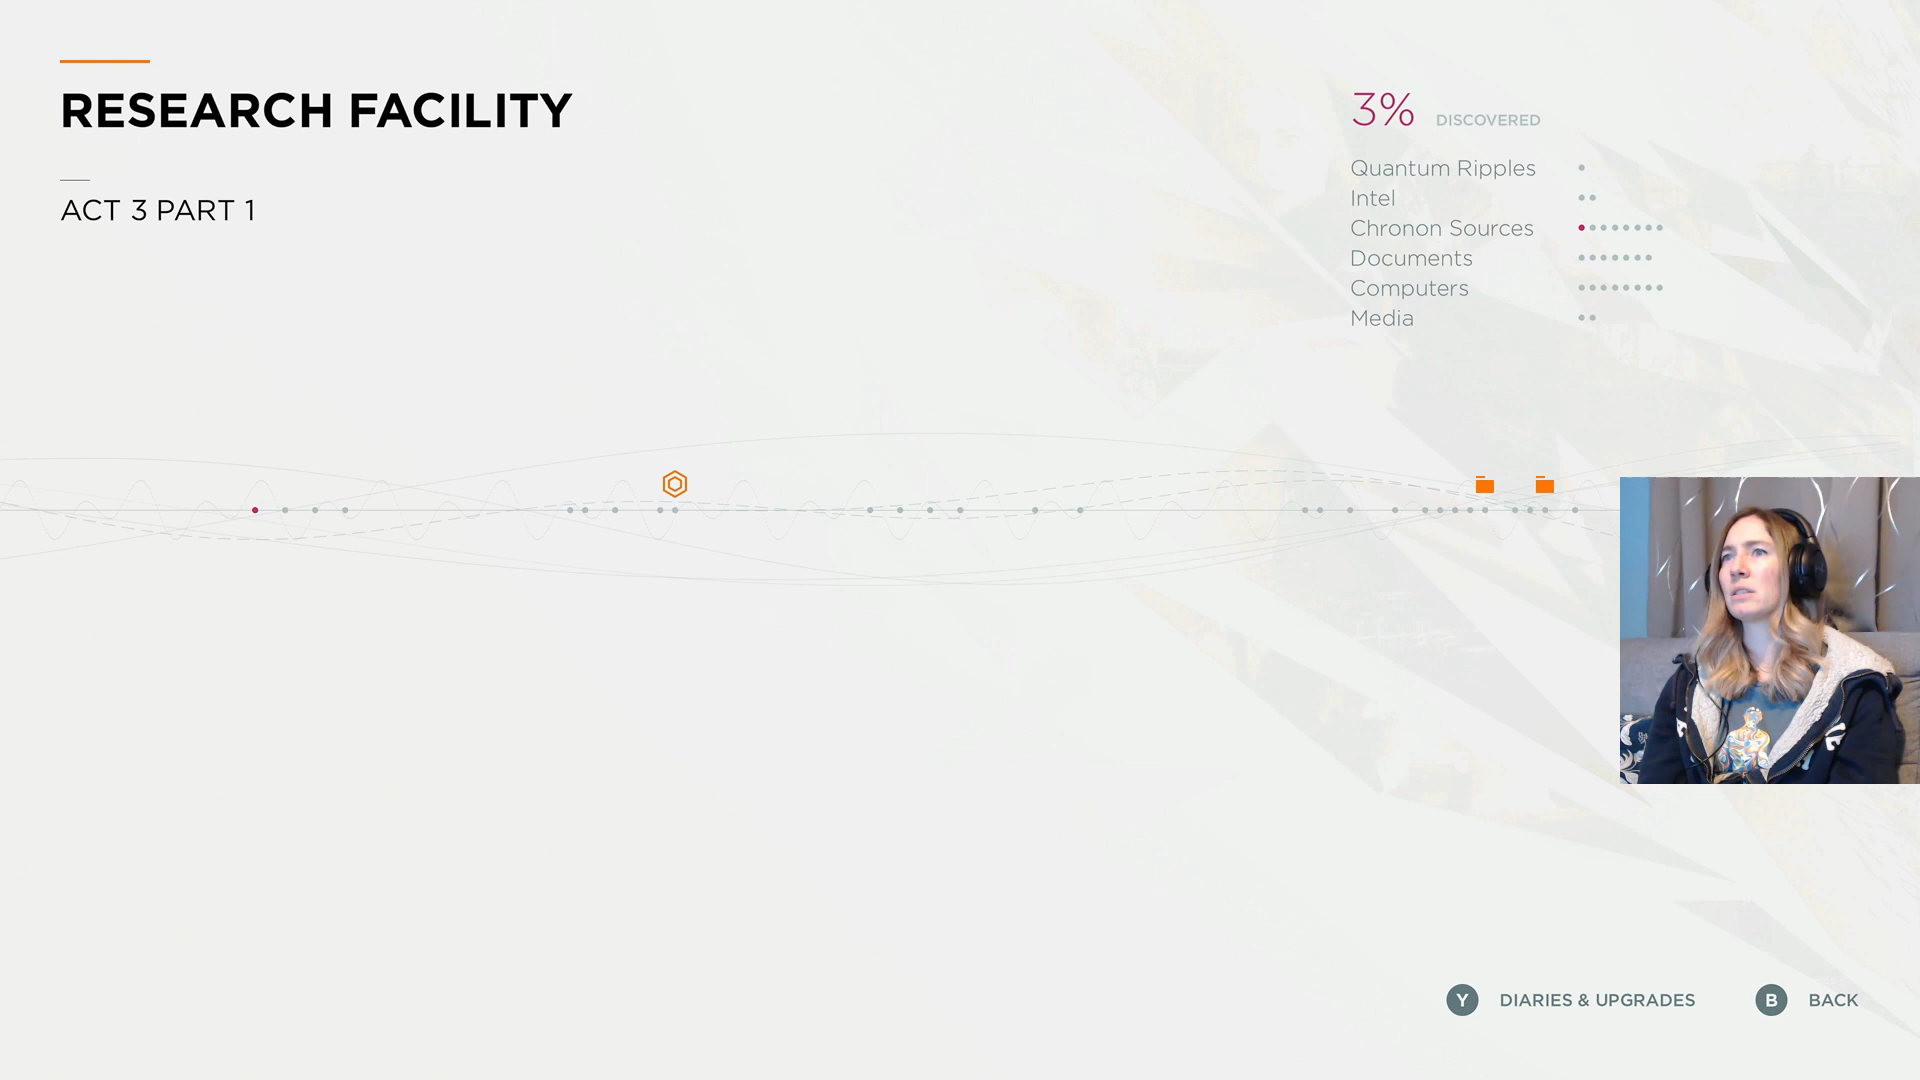 RESEARCH FACILITY
ACT 3 PART 1
3% DISCOVERED
Quantum Ripples
Intel
Chronon Sources
Documents
Computers
Media
Y DIARIES & UPGRADES B BACK